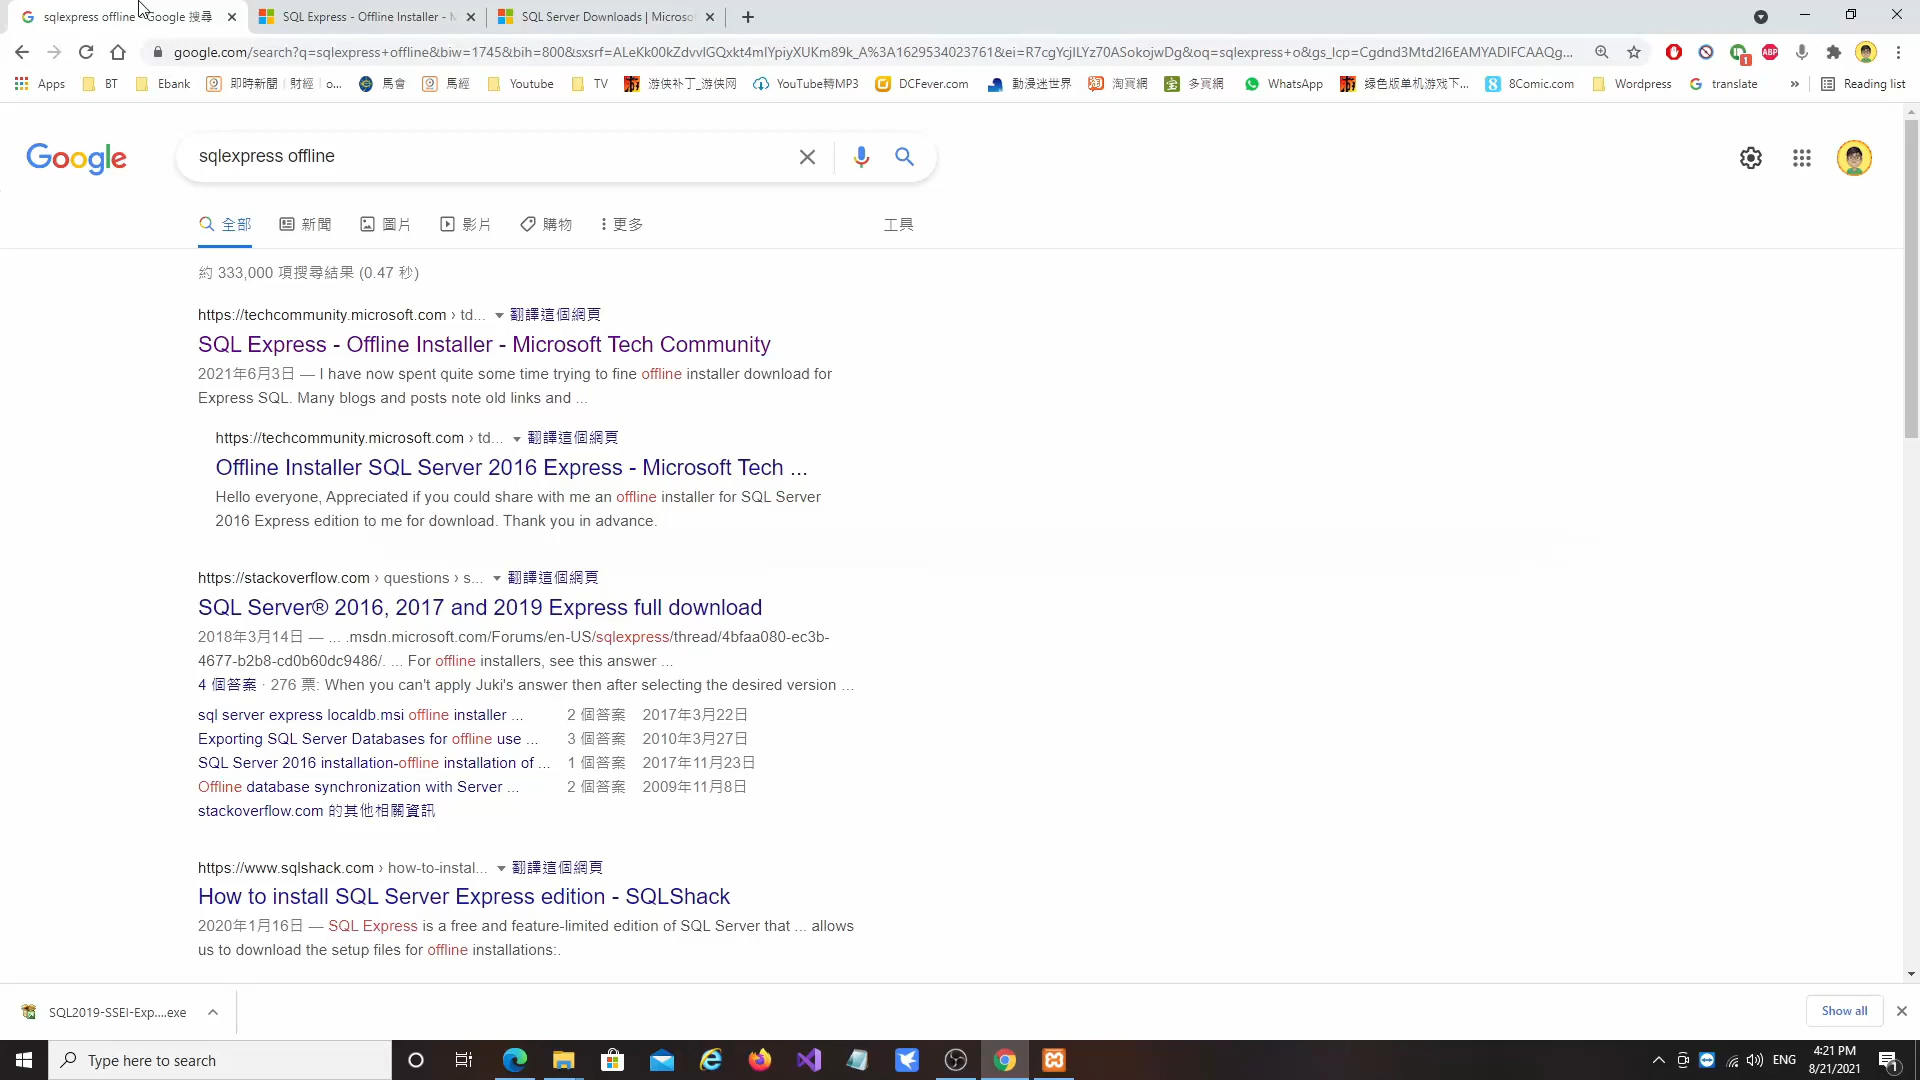 sqlexpress offline - Google 搜尋
SQL Express - Offline Installer - M
SQL Server Downloads | Microso
google.com/search?q=sqlexpress+offline&biw=1745&bih=800&sxsrf=ALeKk00kZdvvIGQxkt4mIYpiyXUKm89k_A%3A1629534023761&ei=R7cgYcjlLYz70ASokojwDg&oq=sqlexpress+o&gs_lcp=Cgdnd3Mtd2l6EAMYADIFCAAQg...
Apps
BT
Ebank
即時新聞 | 財經 | o...
馬會
馬經
Youtube
TV
游侠补丁_游侠网
YouTube轉MP3
DCFever.com
動漫迷世界
淘寶網
多寶網
WhatsApp
绿色版单机游戏下...
8Comic.com
Wordpress
translate
»
Reading list
Google
sqlexpress offline
全部
新聞
圖片
影片
購物
更多
工具
約 333,000 項搜尋結果 (0.47 秒)
https://techcommunity.microsoft.com › td... 翻譯這個網頁
SQL Express - Offline Installer - Microsoft Tech Community
2021年6月3日 — I have now spent quite some time trying to fine offline installer download for
Express SQL. Many blogs and posts note old links and ...
https://techcommunity.microsoft.com › td... 翻譯這個網頁
Offline Installer SQL Server 2016 Express - Microsoft Tech ...
Hello everyone, Appreciated if you could share with me an offline installer for SQL Server
2016 Express edition to me for download. Thank you in advance.
https://stackoverflow.com › questions › s... 翻譯這個網頁
SQL Server® 2016, 2017 and 2019 Express full download
2018年3月14日 — ... .msdn.microsoft.com/Forums/en-US/sqlexpress/thread/4bfaa080-ec3b-
4677-b2b8-cd0b60dc9486/. ... For offline installers, see this answer ...
4 個答案 · 276 票: When you can't apply Juki's answer then after selecting the desired version ...
sql server express localdb.msi offline installer ... 2 個答案 2017年3月22日
Exporting SQL Server Databases for offline use ... 3 個答案 2010年3月27日
SQL Server 2016 installation-offline installation of ... 1 個答案 2017年11月23日
Offline database synchronization with Server ... 2 個答案 2009年11月8日
stackoverflow.com 的其他相關資訊
https://www.sqlshack.com › how-to-instal... 翻譯這個網頁
How to install SQL Server Express edition - SQLShack
2020年1月16日 — SQL Express is a free and feature-limited edition of SQL Server that ... allows
us to download the setup files for offline installations:.
SQL2019-SSEI-Exp....exe
Show all
Type here to search
ENG
4:21 PM
8/21/2021
1